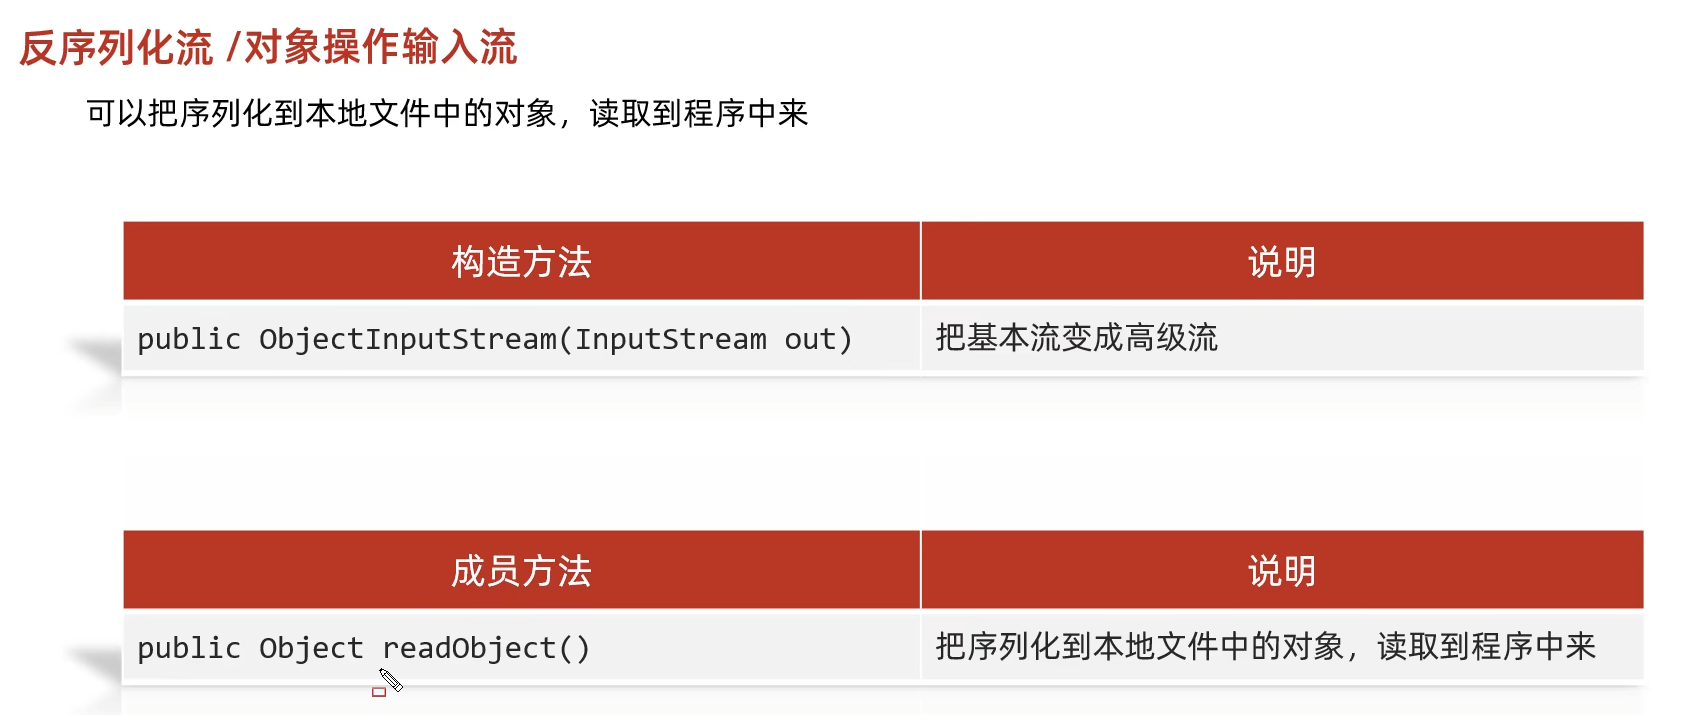 反序列化流 /对象操作输入流
可以把序列化到本地文件中的对象，读取到程序中来
构造方法 说明
public ObjectInputStream(InputStream out) 把基本流变成高级流
成员方法 说明
public Object readObject() 把序列化到本地文件中的对象，读取到程序中来